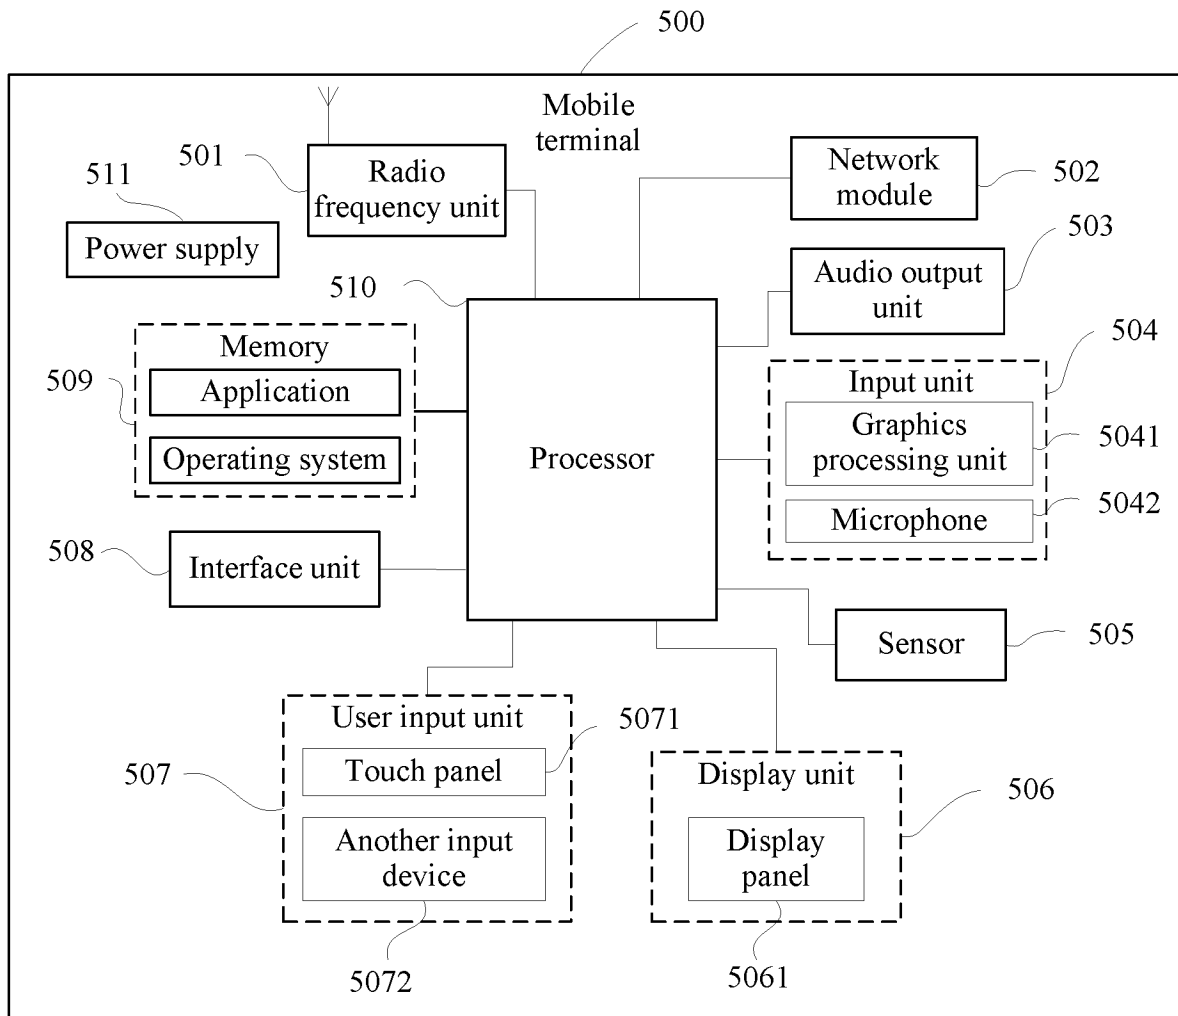 500
Mobile
terminal
501
Radio
frequency unit
Network
module
502
511
Power supply
503
Audio output
unit
510
504
Memory
509
Application
Operating system
Processor
Input unit
Graphics
processing unit
5041
Microphone
5042
508
Interface unit
Sensor
505
User input unit
5071
507
Touch panel
Another input
device
5072
Display unit
506
Display
panel
5061